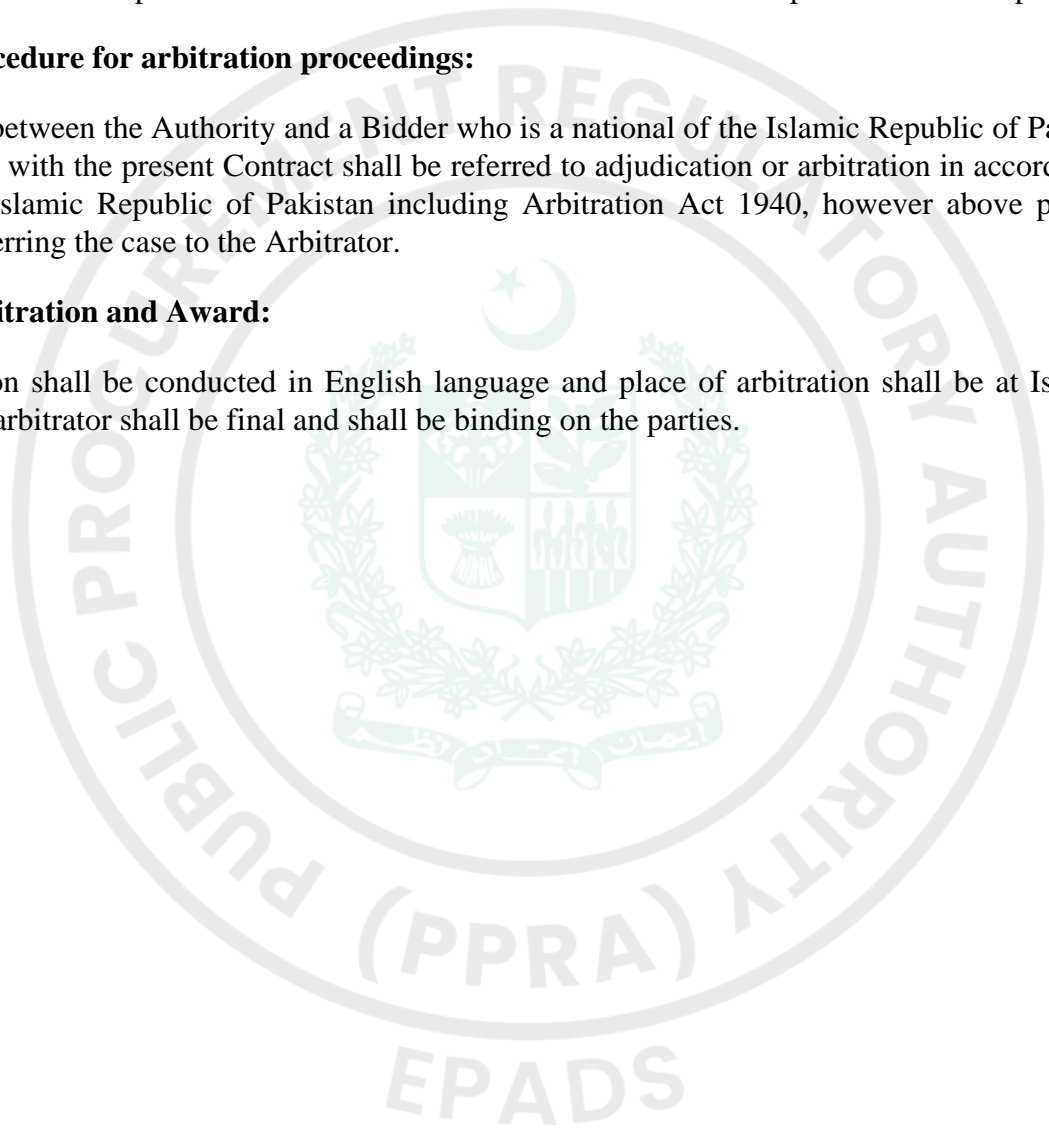 cedure for arbitration proceedings:
between the Authority and a Bidder who is a national of the Islamic Republic of Pa
with the present Contract shall be referred to adjudication or arbitration in accord
Islamic Republic of Pakistan including Arbitration Act 1940, however above p
erring the case to the Arbitrator.
itration and Award:
on shall be conducted in English language and place of arbitration shall be at Is
arbitrator shall be final and shall be binding on the parties.
PUBLIC PROCUREMENT REGULATORY AUTHORITY
(PPRA)
EPADS